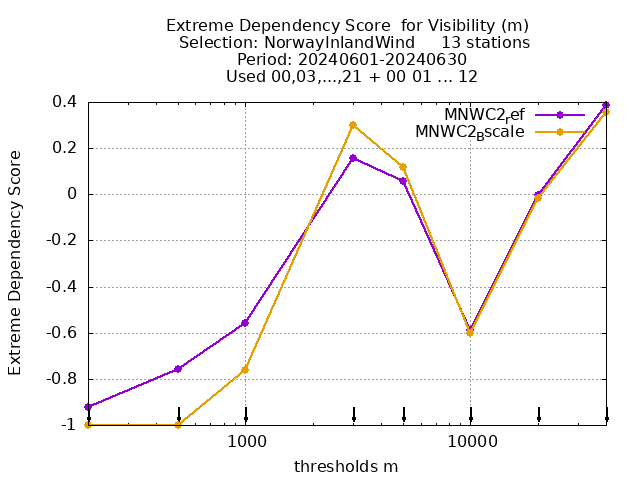 Extreme Dependency Score  for Visibility (m)
Selection: NorwayInlandWind     13 stations
Period: 20240601-20240630
Used 00,03,...,21 + 00 01 ... 12
MNWC2ref
MNWC2Bscale
Extreme Dependency Score
0.4
0.2
0
-0.2
-0.4
-0.6
-0.8
-1
1000 10000
thresholds m